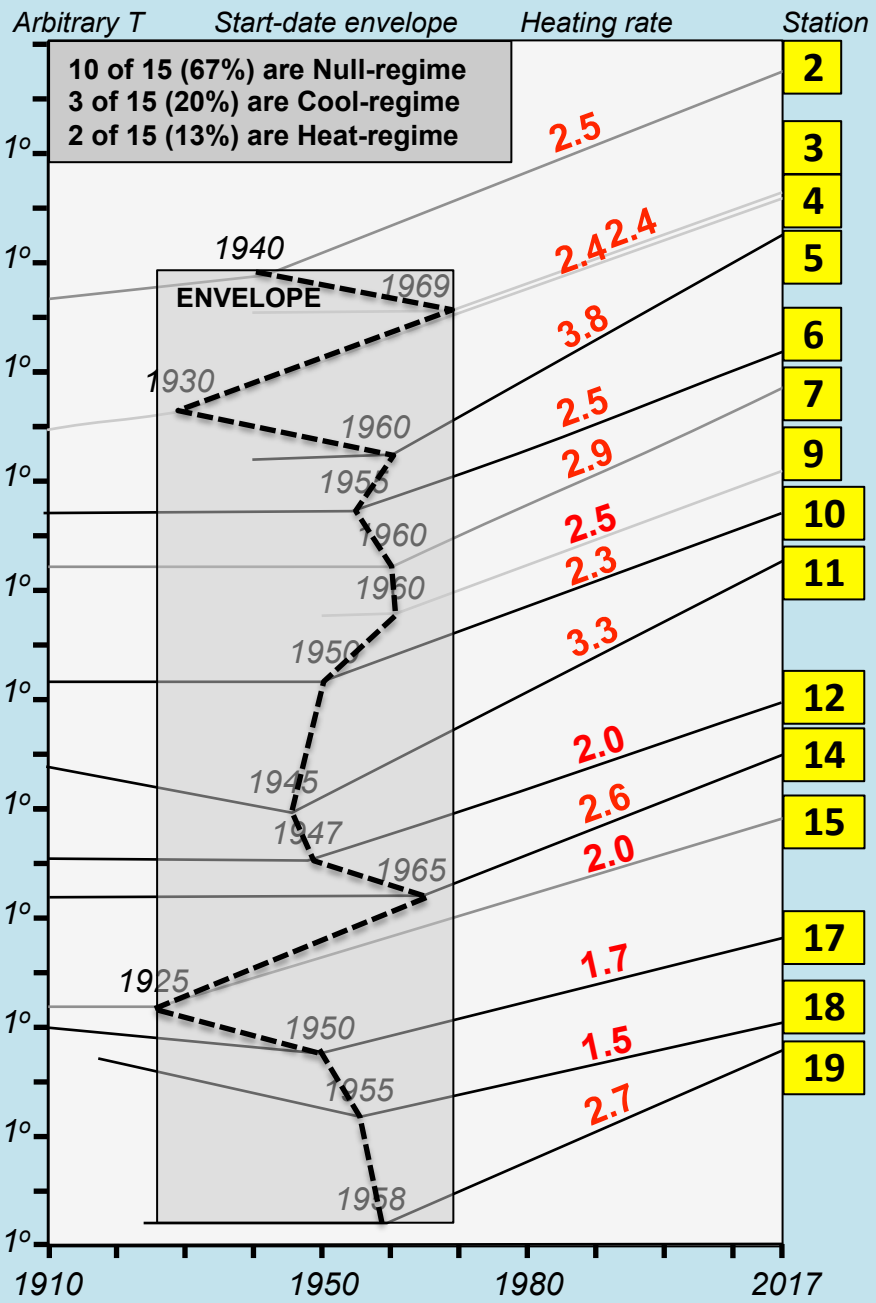 Arbitrary T Start-date envelope Heating rate Station
10 of 15 (67%) are Null-regime
3 of 15 (20%) are Cool-regime
2 of 15 (13%) are Heat-regime
2
2.5
1º
3
4
2.4 2.4
1940
1º
5
1969
ENVELOPE
3.8
6
1º
1930
7
2.5
1960
2.9
9
1º
1955
2.5
10
1960
2.3
11
1º
1960
3.3
1950
1º
12
2.0
14
1945
2.6
1º
15
1947
2.0
1965
1º
17
1.7
1925
18
1º
1950
1.5
19
1955
2.7
1º
1958
1º
1910 1950 1980 2017